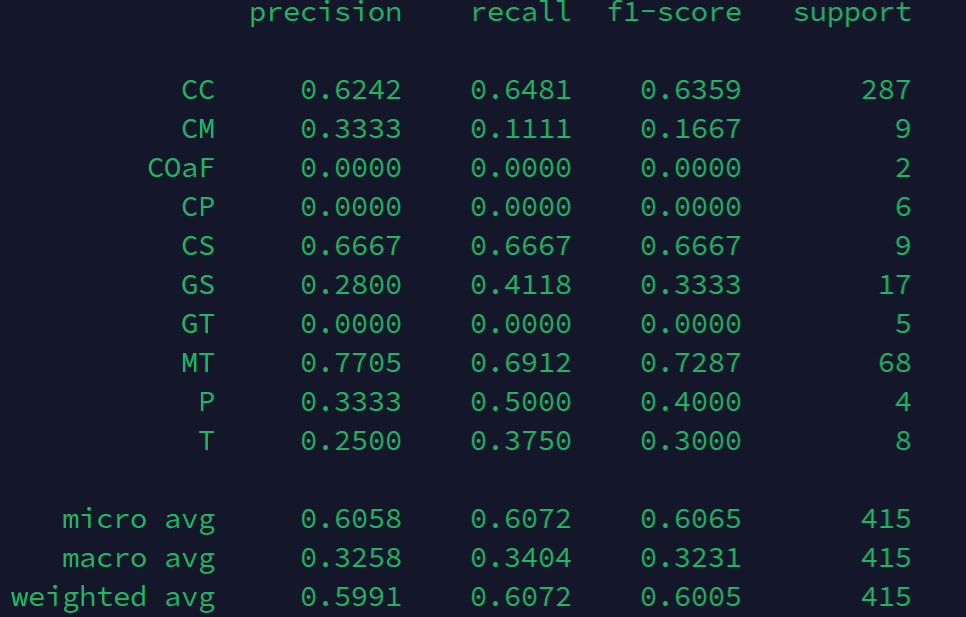 precision recall f1-score support
CC 0.6242 0.6481 0.6359 287
CM 0.3333 0.1111 0.1667 9
COaF 0.0000 0.0000 0.0000 2
CP 0.0000 0.0000 0.0000 6
CS 0.6667 0.6667 0.6667 9
GS 0.2800 0.4118 0.3333 17
GT 0.0000 0.0000 0.0000 5
MT 0.7705 0.6912 0.7287 68
P 0.3333 0.5000 0.4000 4
T 0.2500 0.3750 0.3000 8
micro avg 0.6058 0.6072 0.6065 415
macro avg 0.3258 0.3404 0.3231 415
weighted avg 0.5991 0.6072 0.6005 415